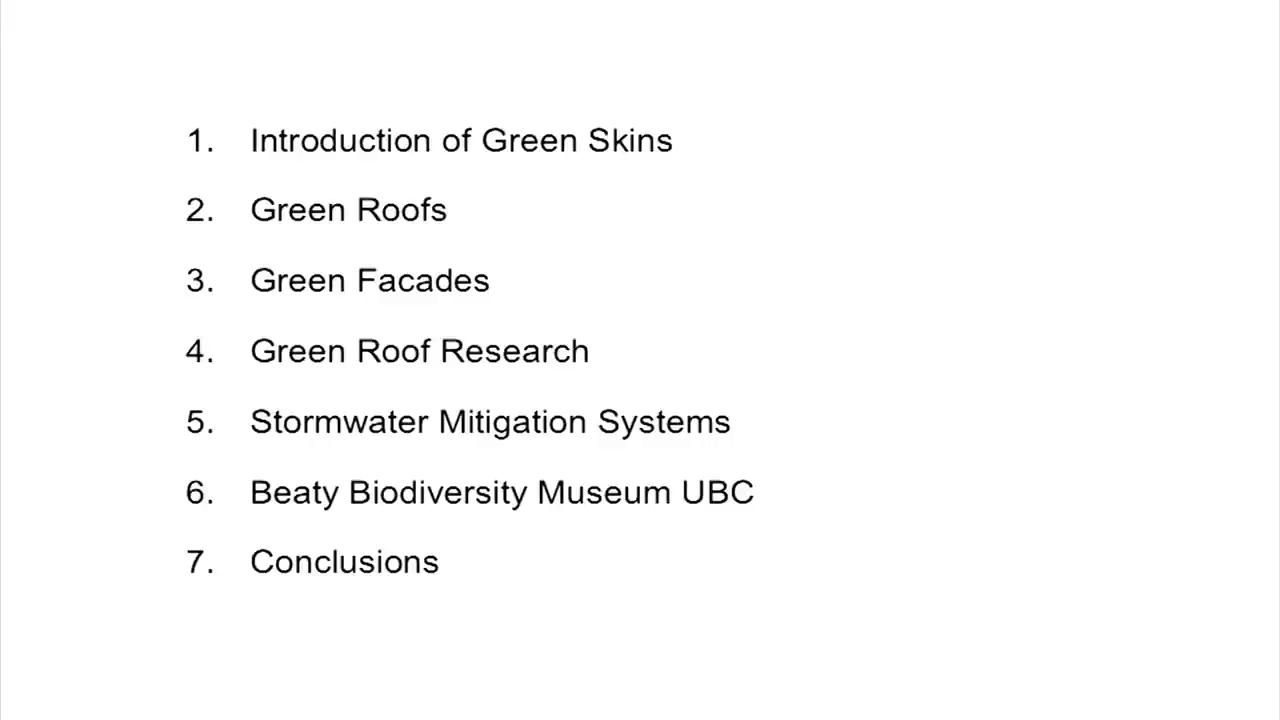 1. Introduction of Green Skins
2. Green Roofs
3. Green Facades
4. Green Roof Research
5. Stormwater Mitigation Systems
6. Beaty Biodiversity Museum UBC
7. Conclusions